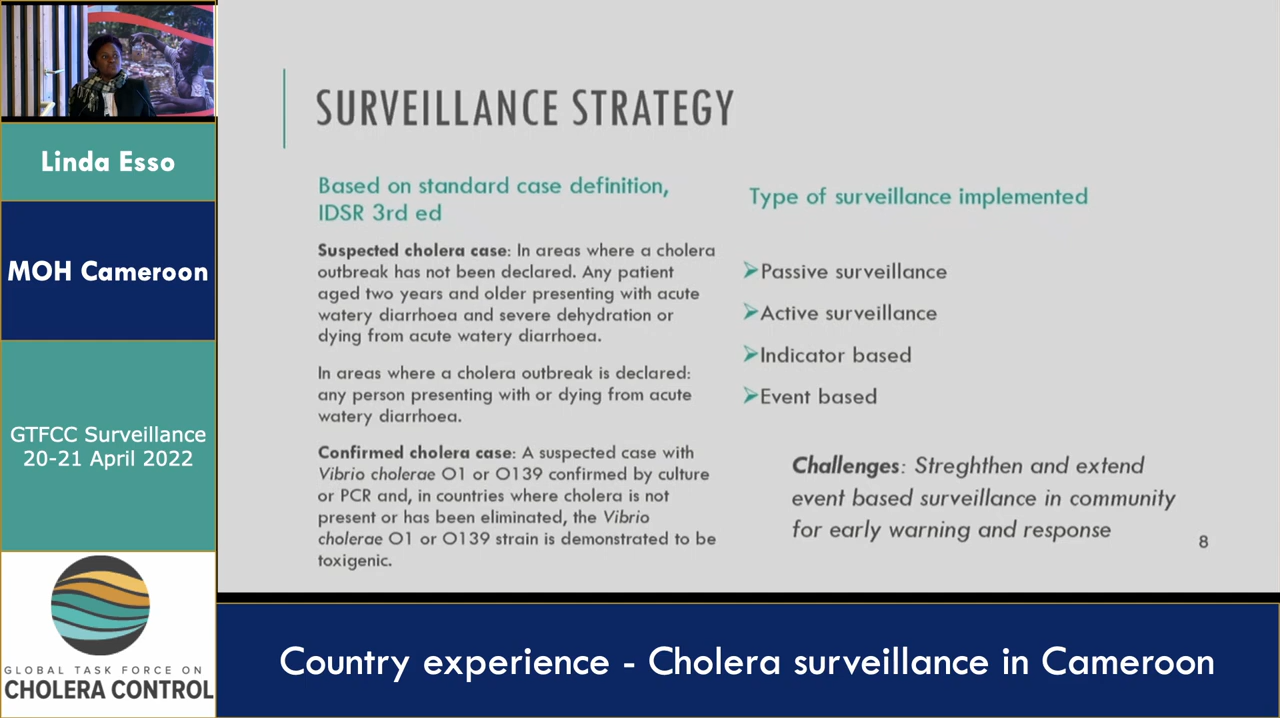 Linda Esso
MOH Cameroon
GTFCC Surveillance
20-21 April 2022
GLOBAL TASK FORCE ON
CHOLERA CONTROL
SURVEILLANCE STRATEGY
Based on standard case definition,
IDSR 3rd ed
Suspected cholera case: In areas where a cholera
outbreak has not been declared. Any patient
aged two years and older presenting with acute
watery diarrhoea and severe dehydration or
dying from acute watery diarrhoea.
In areas where a cholera outbreak is declared:
any person presenting with or dying from acute
watery diarrhoea.
Confirmed cholera case: A suspected case with
Vibrio cholerae O1 or O139 confirmed by culture
or PCR and, in countries where cholera is not
present or has been eliminated, the Vibrio
cholerae O1 or O139 strain is demonstrated to be
toxigenic.
Type of surveillance implemented
➢Passive surveillance
➢Active surveillance
➢Indicator based
➢Event based
Challenges: Streghthen and extend
event based surveillance in community
for early warning and response
8
Country experience - Cholera surveillance in Cameroon